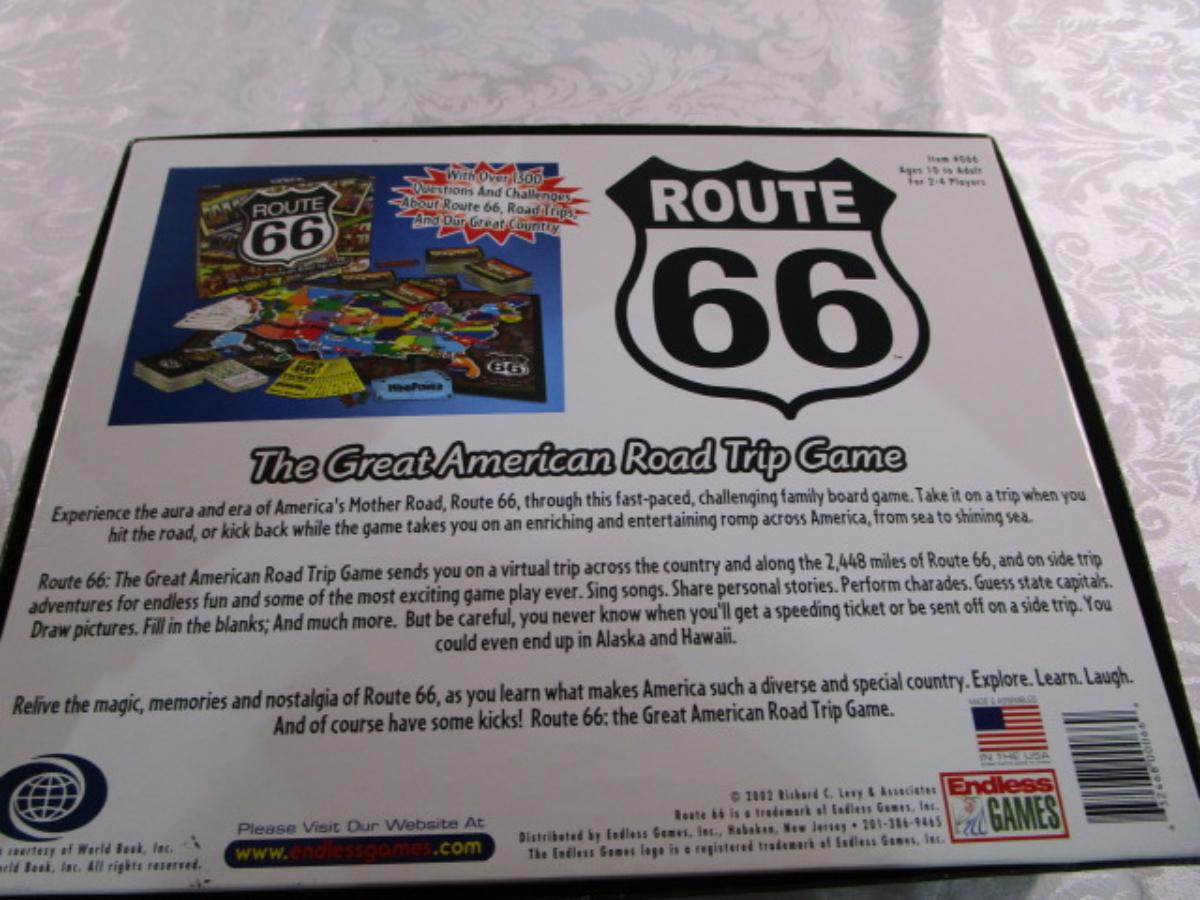 Item #066
Ages 10 to Adult
For 2-4 Players
With Over 1300
Questions And Challenges
About Route 66, Road Trips,
And Our Great Country
ROUTE
66
ROUTE
66
66
The Great American Road Trip Game
Experience the aura and era of America's Mother Road, Route 66, through this fast-paced, challenging family board game. Take it on a trip when you
hit the road, or kick back while the game takes you on an enriching and entertaining romp across America, from sea to shining sea.
Route 66: The Great American Road Trip Game sends you on a virtual trip across the country and along the 2,448 miles of Route 66, and on side trip
adventures for endless fun and some of the most exciting game play ever. Sing songs. Share personal stories. Perform charades. Guess state capitals.
Draw pictures. Fill in the blanks; And much more. But be careful, you never know when you'll get a speeding ticket or be sent off on a side trip. You
could even end up in Alaska and Hawaii.
Relive the magic, memories and nostalgia of Route 66, as you learn what makes America such a diverse and special country. Explore. Learn. Laugh.
And of course have some kicks! Route 66: the Great American Road Trip Game.
MADE & ASSEMBLED
IN THE USA
Endless
GAMES
© 2002 Richard C. Levy & Associates
Route 66 is a trademark of Endless Games, Inc.
Distributed by Endless Games, Inc., Hoboken, New Jersey • 201-386-9465
The Endless Games logo is a registered trademark of Endless Games, Inc.
Please Visit Our Website At
www.endlessgames.com
courtesy of World Book, Inc.
Book, Inc. All rights reserved.